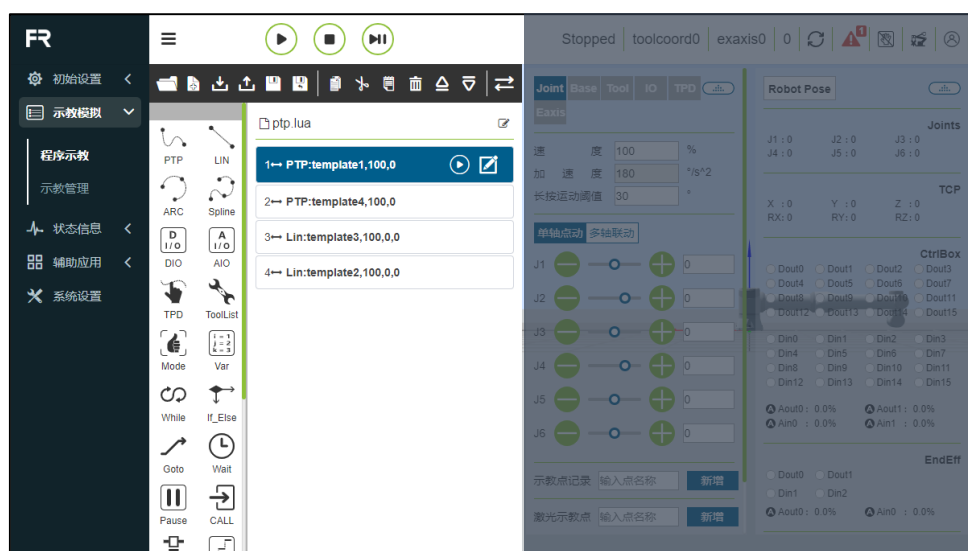 FR
Stopped toolcoord0 exaxis0 0
初始设置
示教模拟
程序示教
示教管理
状态信息
辅助应用
系统设置
PTP LIN
ARC Spline
D I/O A I/O
DIO AIO
TPD ToolList
i = 1
j = 2
k = 3
Mode Var
While If_Else
Goto Wait
Pause CALL
ptp.lua
1 PTP:template1,100,0
2 PTP:template4,100,0
3 Lin:template3,100,0,0
4 Lin:template2,100,0,0
Joint Base Tool IO TPD
Eaxis
速 度 100 %
加 速 度 180 °/s^2
长按运动阈值 30 °
单轴点动 多轴联动
J1 0
J2 0
J3 0
J4 0
J5 0
J6 0
示教点记录 输入点名称 新增
激光示教点 输入点名称 新增
Robot Pose
Joints
J1 : 0 J2 : 0 J3 : 0
J4 : 0 J5 : 0 J6 : 0
TCP
X : 0 Y : 0 Z : 0
RX: 0 RY: 0 RZ: 0
CtrlBox
Dout0 Dout1 Dout2 Dout3
Dout4 Dout5 Dout6 Dout7
Dout8 Dout9 Dout11
Dout12 Dout13 Dout14 Dout15
Din0 Din1 Din2 Din3
Din4 Din5 Din6 Din7
Din8 Din9 Din10 Din11
Din12 Din13 Din14 Din15
Aout0 : 0.0% Aout1 : 0.0%
Ain0 : 0.0% Ain1 : 0.0%
EndEff
Dout0 Dout1
Din1 Din2
Aout0 : 0.0% Ain0 : 0.0%